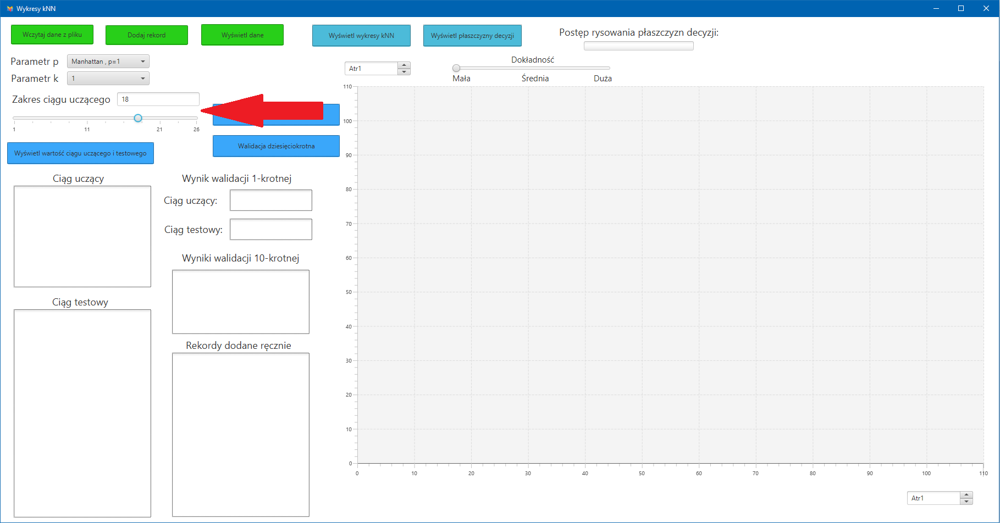 Wykresy kNN
Wczytaj dane z pliku
Dodaj rekord
Wyświetl dane
Wyświetl wykresy kNN
Wyświetl płaszczyzny decyzji
Postęp rysowania płaszczyzn decyzji:
Parametr p
Manhattan , p=1
Parametr k
1
Zakres ciągu uczącego
18
1
11
21
26
Walidacja dziesięciokrotna
Wyświetl wartość ciągu uczącego i testowego
Ciąg uczący
Ciąg testowy
Wynik walidacji 1-krotnej
Ciąg uczący:
Ciąg testowy:
Wyniki walidacji 10-krotnej
Rekordy dodane ręcznie
Atr1
Dokładność
Mała
Średnia
Duża
110
100
90
80
70
60
50
40
30
20
10
0
0 10 20 30 40 50 60 70 80 90 100 110
Atr1